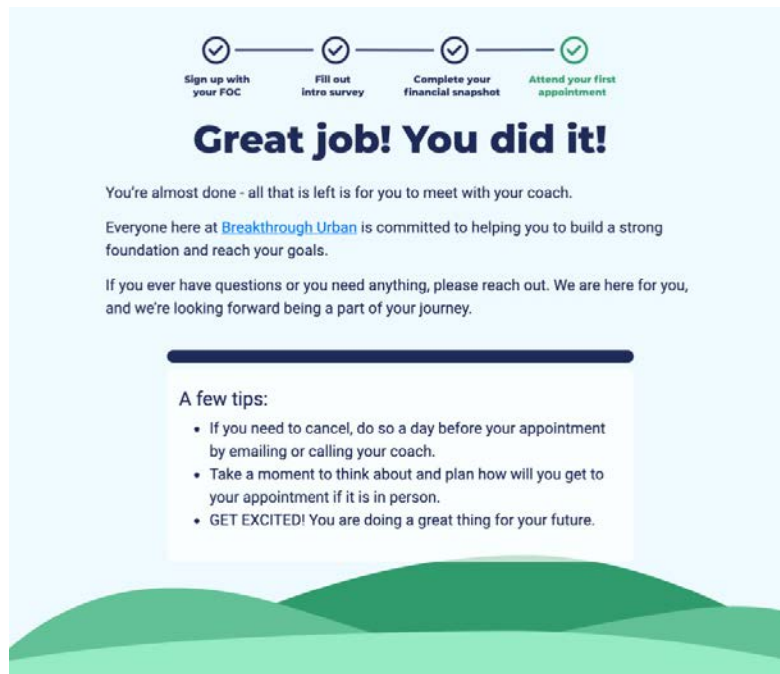 Sign up with
your FOC
Fill out
intro survey
Complete your
financial snapshot
Attend your first
appointment
Great job! You did it!
You're almost done - all that is left is for you to meet with your coach.
Everyone here at Breakthrough Urban is committed to helping you to build a strong
foundation and reach your goals.
If you ever have questions or you need anything, please reach out. We are here for you,
and we're looking forward being a part of your journey.
A few tips:
• If you need to cancel, do so a day before your appointment
by emailing or calling your coach.
• Take a moment to think about and plan how will you get to
your appointment if it is in person.
• GET EXCITED! You are doing a great thing for your future.